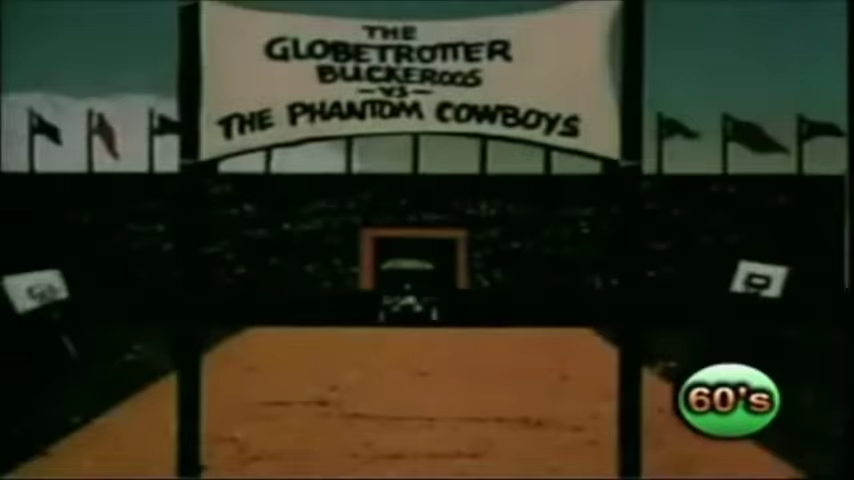 THE
GLOBETROTTER
BUCKEROOS
-VS-
THE PHANTOM COWBOYS
60's